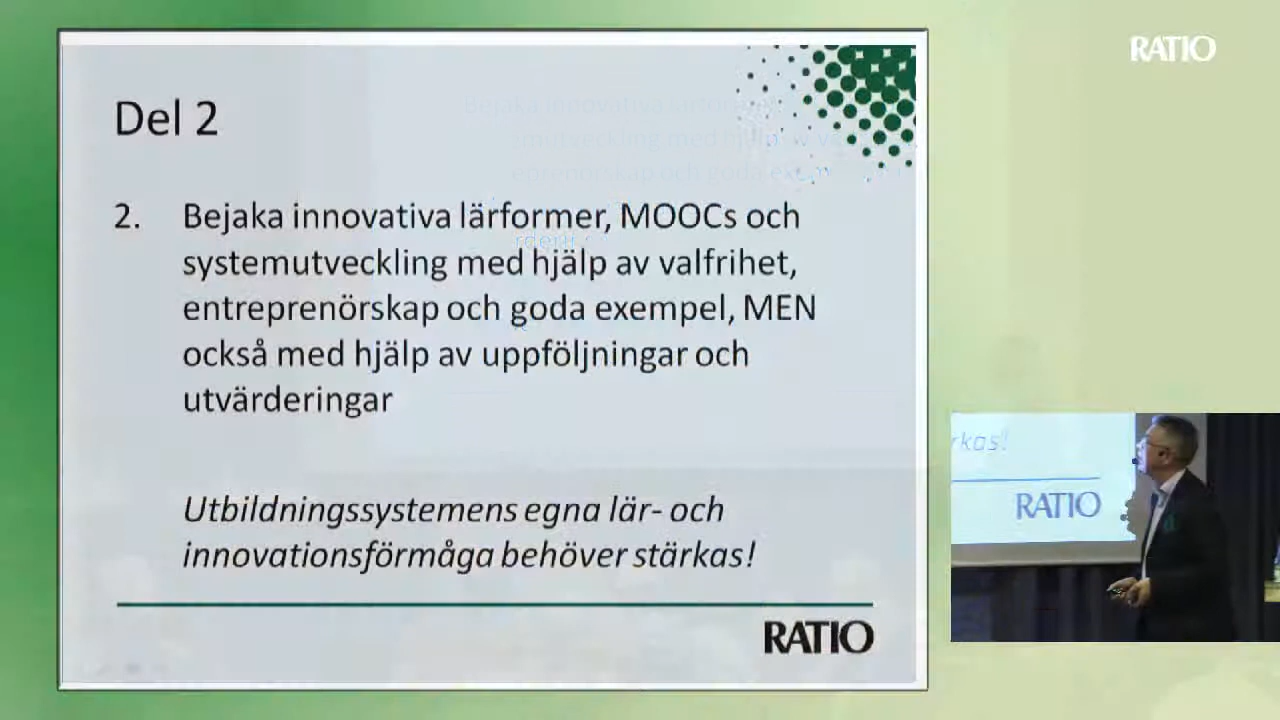 RATIO
Del 2
2. Bejaka innovativa lärformer, MOOCs och
systemutveckling med hjälp av valfrihet,
entreprenörskap och goda exempel, MEN
också med hjälp av uppföljningar och
utvärderingar
Utbildningssystemens egna lär- och
innovationsförmåga behöver stärkas!
RATIO
rkas!
RATIO